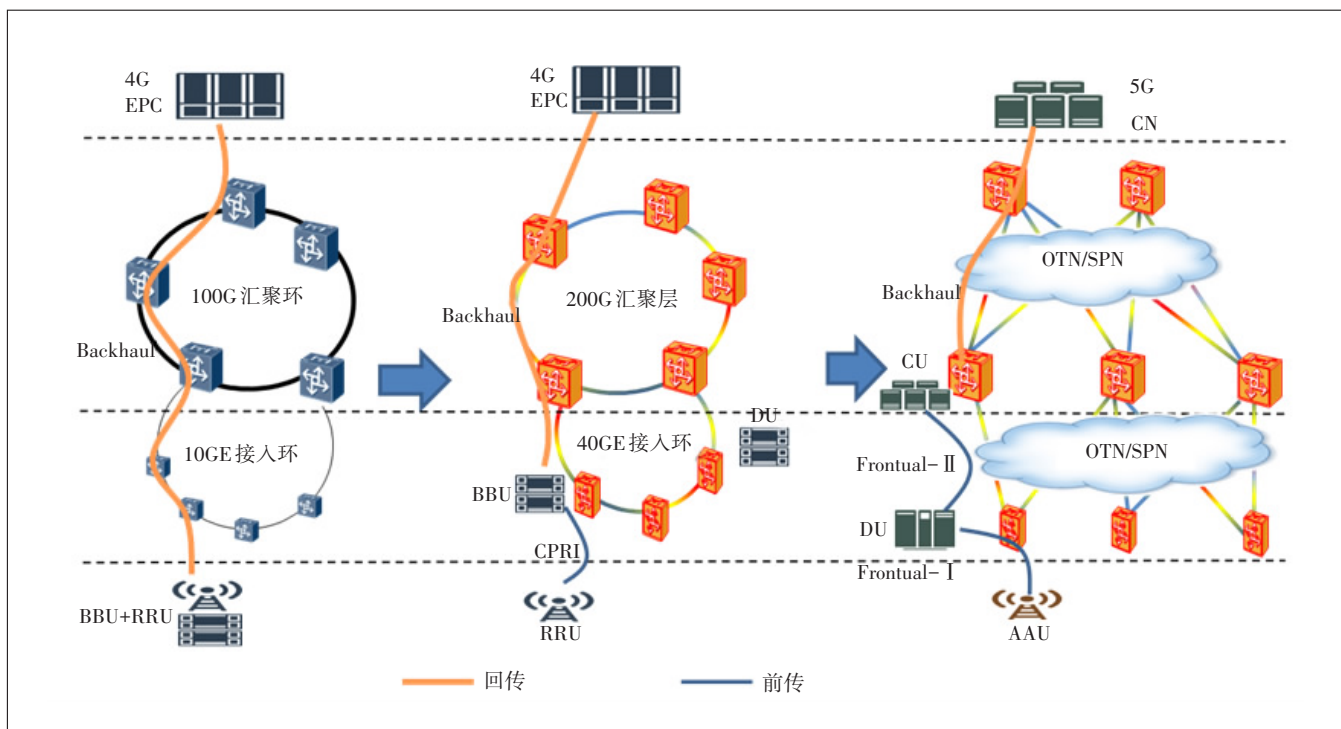 4G
EPC
100G 汇聚环
Backhaul
10GE 接入环
BBU+RRU
4G
EPC
200G 汇聚层
Backhaul
DU
40GE 接入环
BBU
CPRI
RRU
5G
CN
OTN/SPN
Backhaul
CU
OTN/SPN
Frontual-Ⅱ
DU
Frontual-Ⅰ
AAU
回传
前传